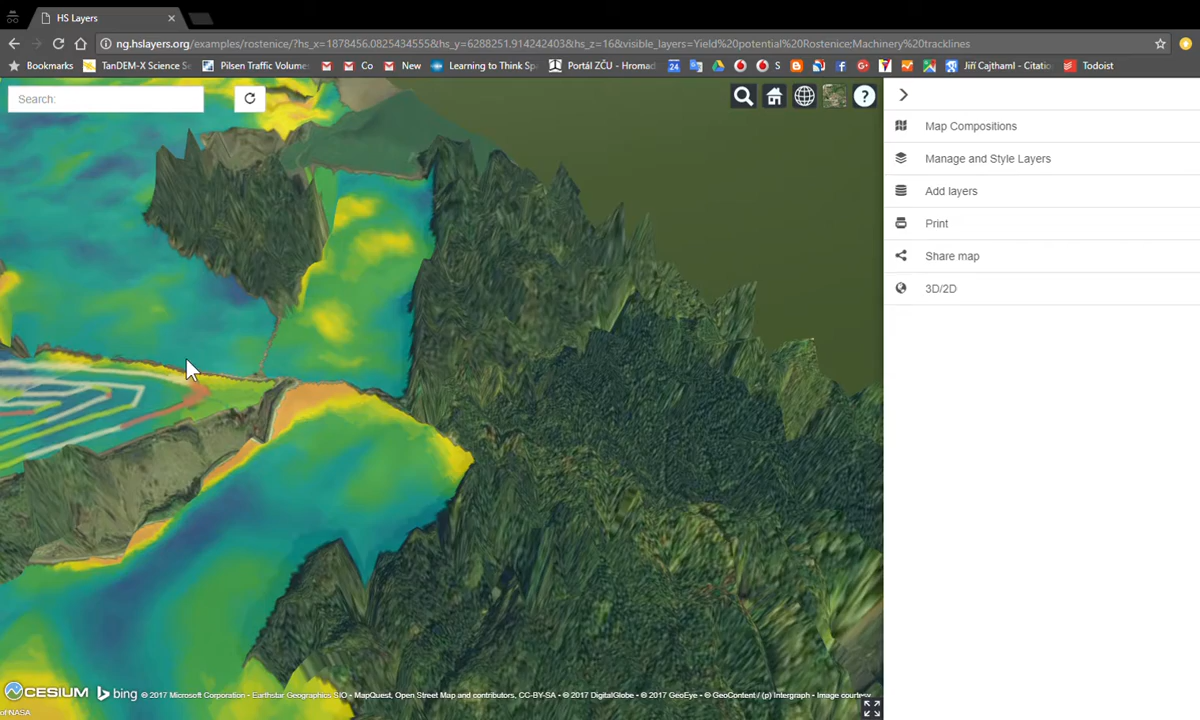 HS Layers
ng.hslayers.org/examples/rostenice/?hs_x=1878456.0825434555&hs_y=6288251.914242403&hs_z=16&visible_layers=Yield%20potential%20Rostenice;Machinery%20tracklines
Bookmarks TanDEM-X Science Se Pilsen Traffic Volumes Co New Learning to Think Sp Portál ZČU - Hromad 24 S Jiří Cajthaml - Citatio Todoist
Search:
Map Compositions
Manage and Style Layers
Add layers
Print
Share map
3D/2D
CESIUM bing © 2017 Microsoft Corporation - Earthstar Geographics SIO - MapQuest, Open Street Map and contributors, CC-BY-SA - © 2017 DigitalGlobe - © 2017 GeoEye - © GeoContent / (p) Intergraph - Image courtesy
of NASA